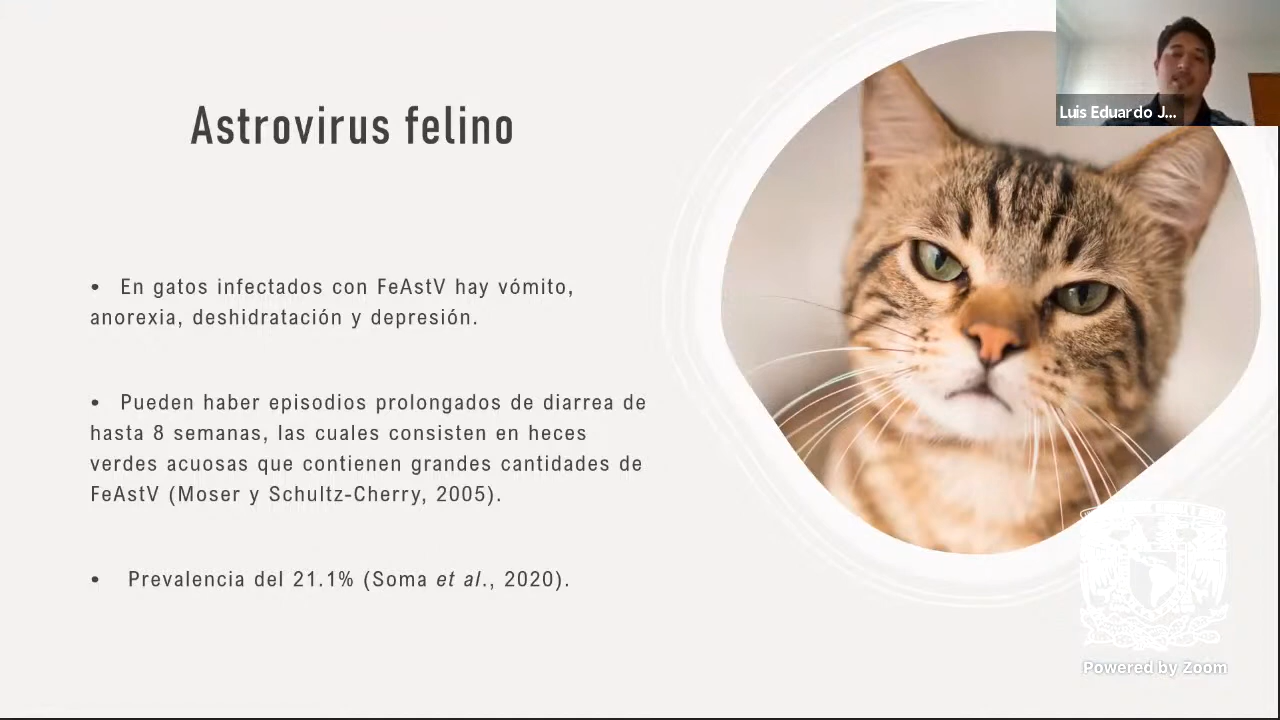 Luis Eduardo J...
Astrovirus felino
• En gatos infectados con FeAstV hay vómito,
anorexia, deshidratación y depresión.
• Pueden haber episodios prolongados de diarrea de
hasta 8 semanas, las cuales consisten en heces
verdes acuosas que contienen grandes cantidades de
FeAstV (Moser y Schultz-Cherry, 2005).
• Prevalencia del 21.1% (Soma et al., 2020).
Powered by Zoom